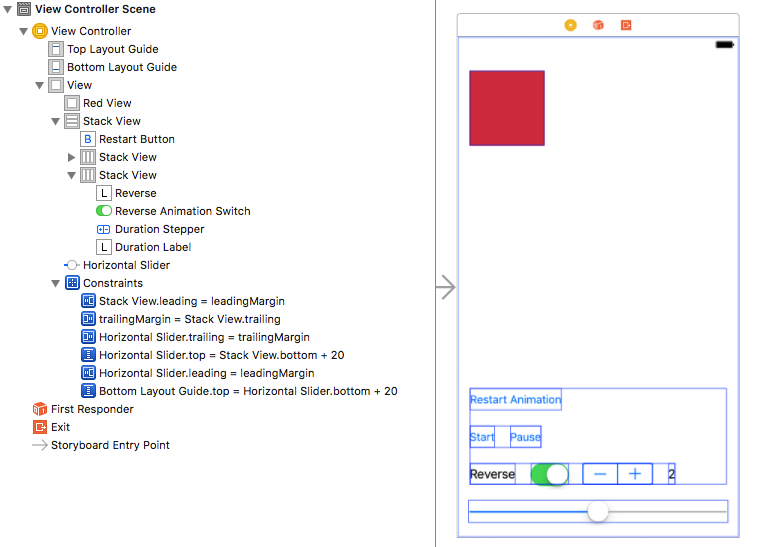 View Controller Scene
View Controller
Top Layout Guide
Bottom Layout Guide
View
Red View
Stack View
B Restart Button
Stack View
Stack View
L Reverse
Reverse Animation Switch
Duration Stepper
L Duration Label
Horizontal Slider
Constraints
Stack View.leading = leadingMargin
trailingMargin = Stack View.trailing
Horizontal Slider.trailing = trailingMargin
Horizontal Slider.top = Stack View.bottom + 20
Horizontal Slider.leading = leadingMargin
Bottom Layout Guide.top = Horizontal Slider.bottom + 20
First Responder
Exit
Storyboard Entry Point
Restart Animation
Start Pause
Reverse − + 2